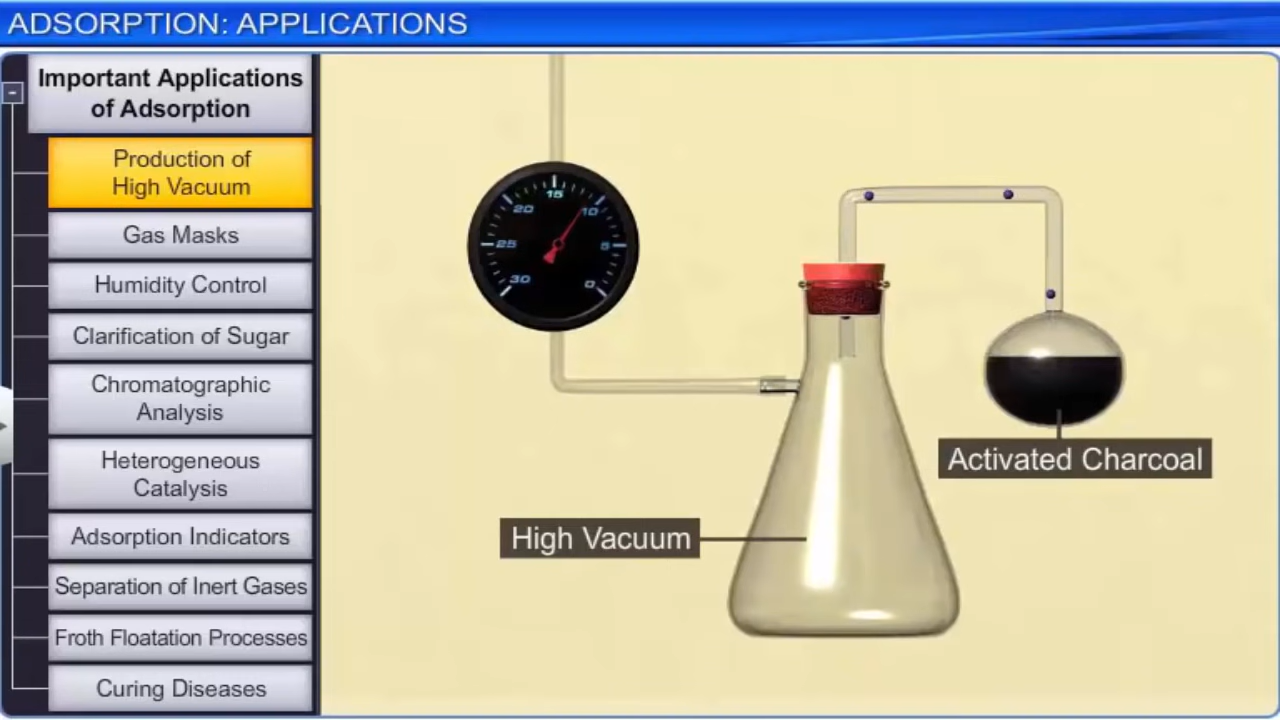 ADSORPTION: APPLICATIONS
Important Applications
of Adsorption
Production of
High Vacuum
Gas Masks
Humidity Control
Clarification of Sugar
Chromatographic
Analysis
Heterogeneous
Catalysis
Adsorption Indicators
Separation of Inert Gases
Froth Floatation Processes
Curing Diseases
15
20
10
25
5
30
0
Activated Charcoal
High Vacuum